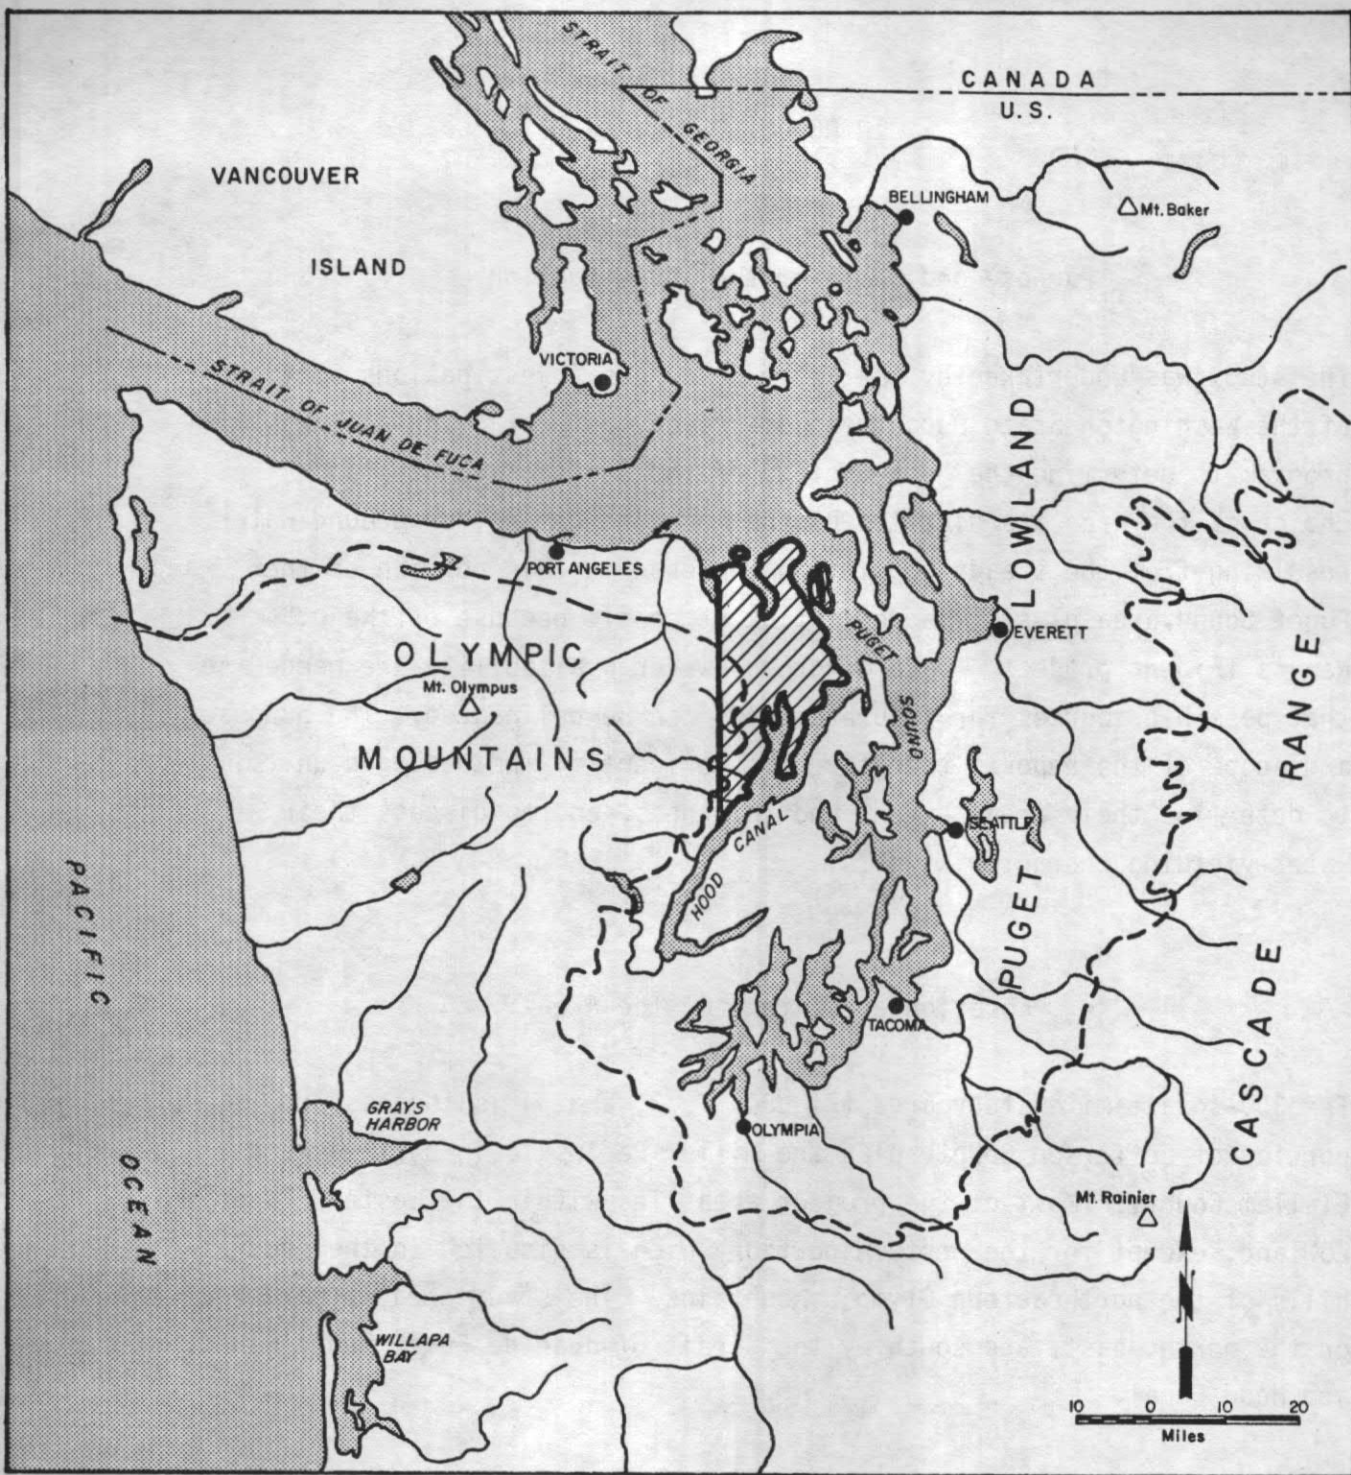 STRAIT OF GEORGIA
CANADA
U.S.
VANCOUVER
ISLAND
BELLINGHAM
Mt. Baker
VICTORIA
STRAIT OF JUAN DE FUCA
PORT ANGELES
OLYMPIC
Mt. Olympus
MOUNTAINS
PUGET SOUND
EVERETT
PUGET LOWLAND
CASCADE RANGE
SEATTLE
HOOD CANAL
PACIFIC OCEAN
TACOMA
GRAYS
HARBOR
OLYMPIA
Mt. Rainier
N
WILLAPA
BAY
10 0 10 20
Miles